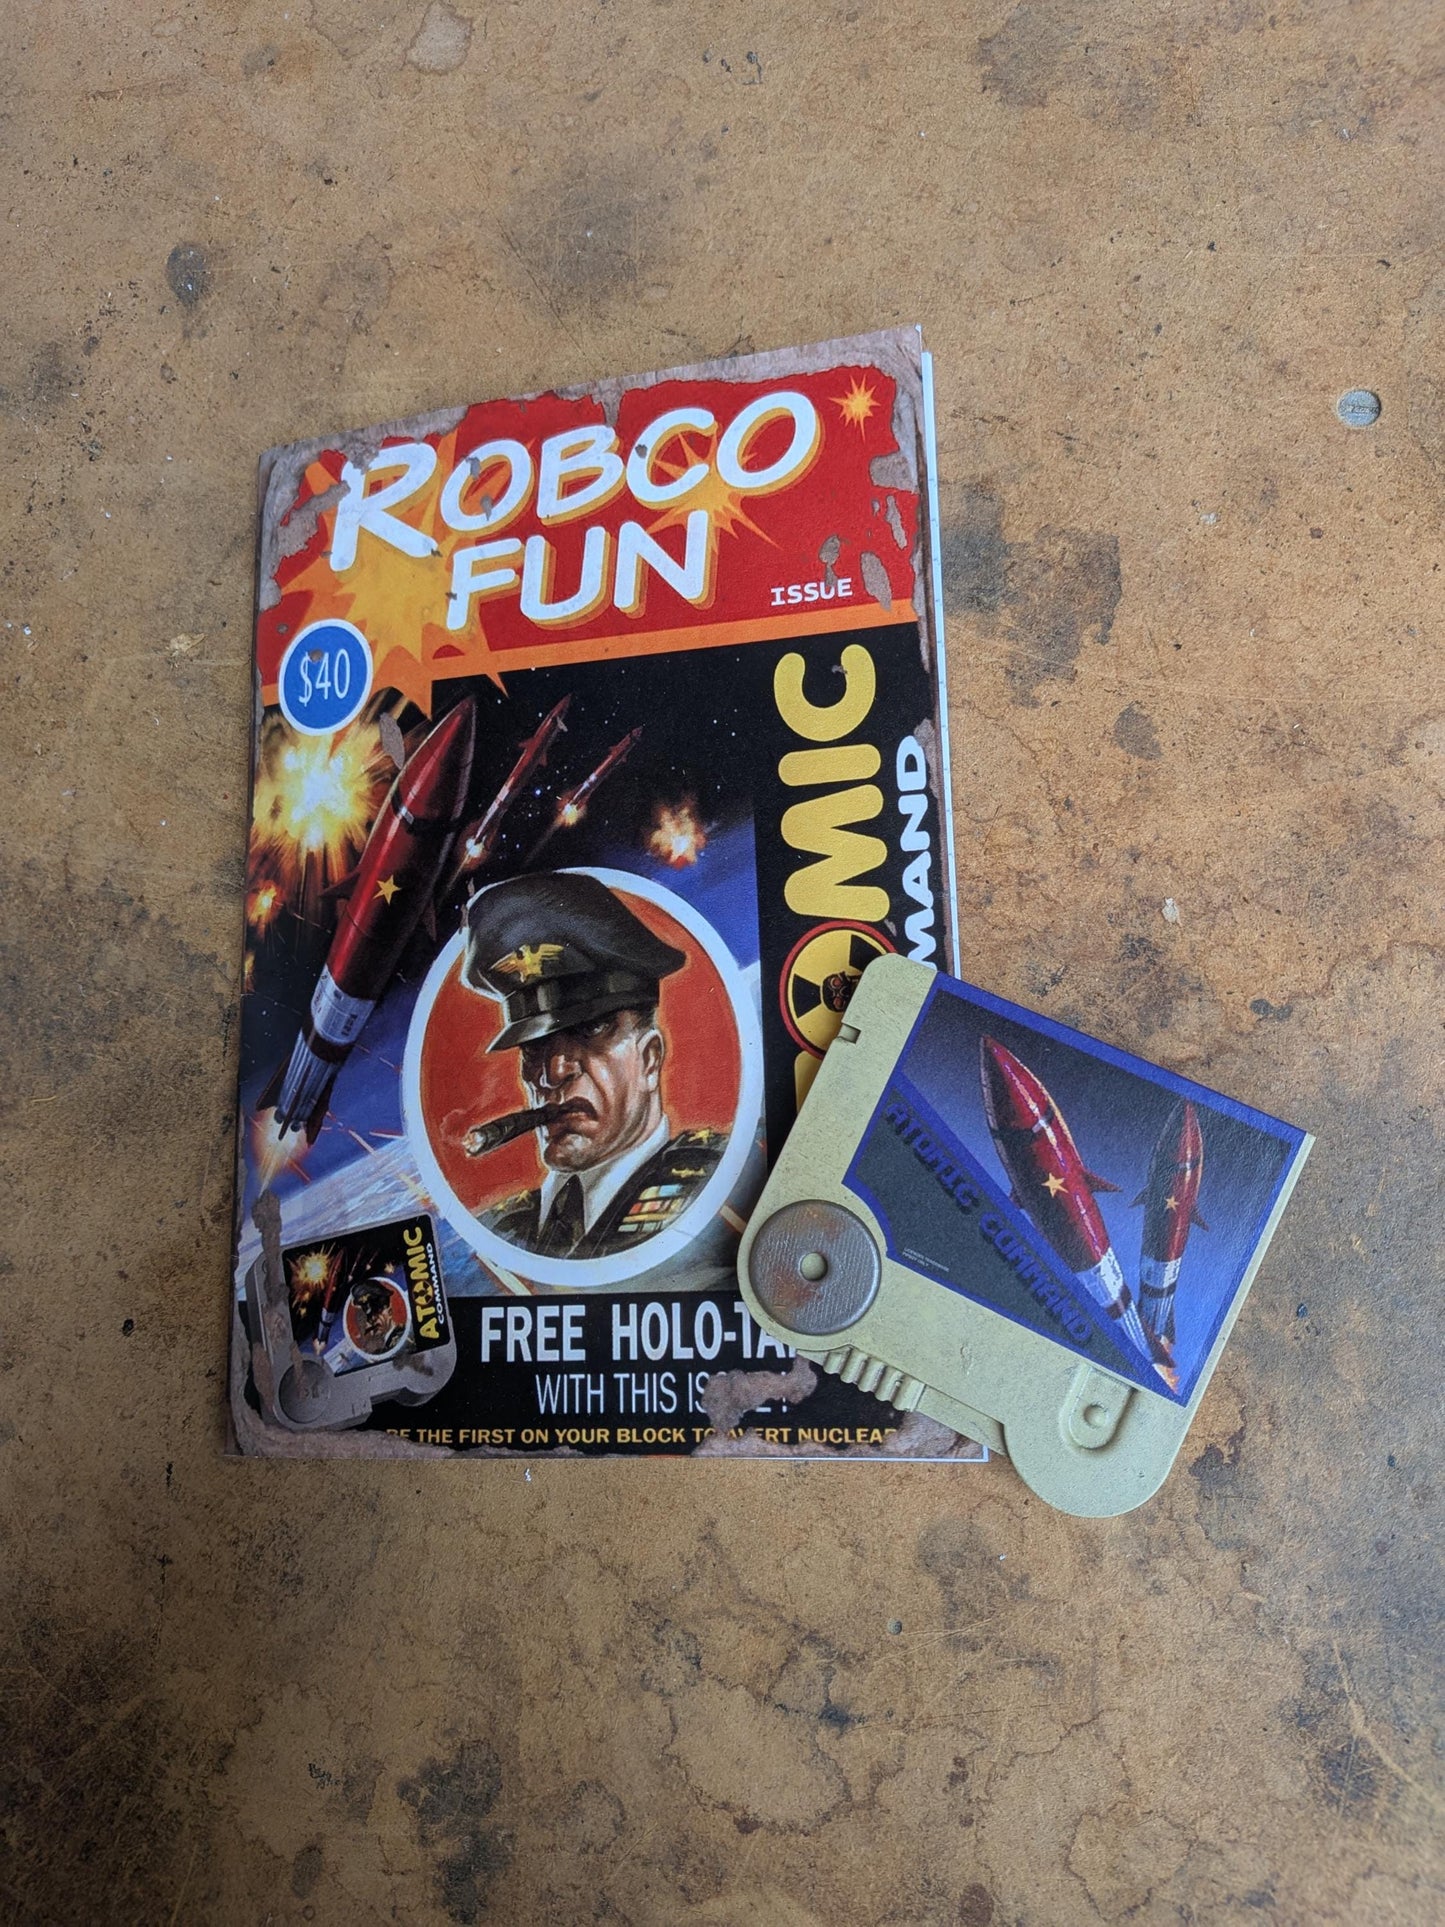 ROBCO
FUN
ISSUE
$40
OMIC
MAND
ATOMIC
COMMAND
FREE HOLO-TA
WITH THIS IS E!
BE THE FIRST ON YOUR BLOCK TO AVERT NUCLEAR
ATOMIC COMMAND